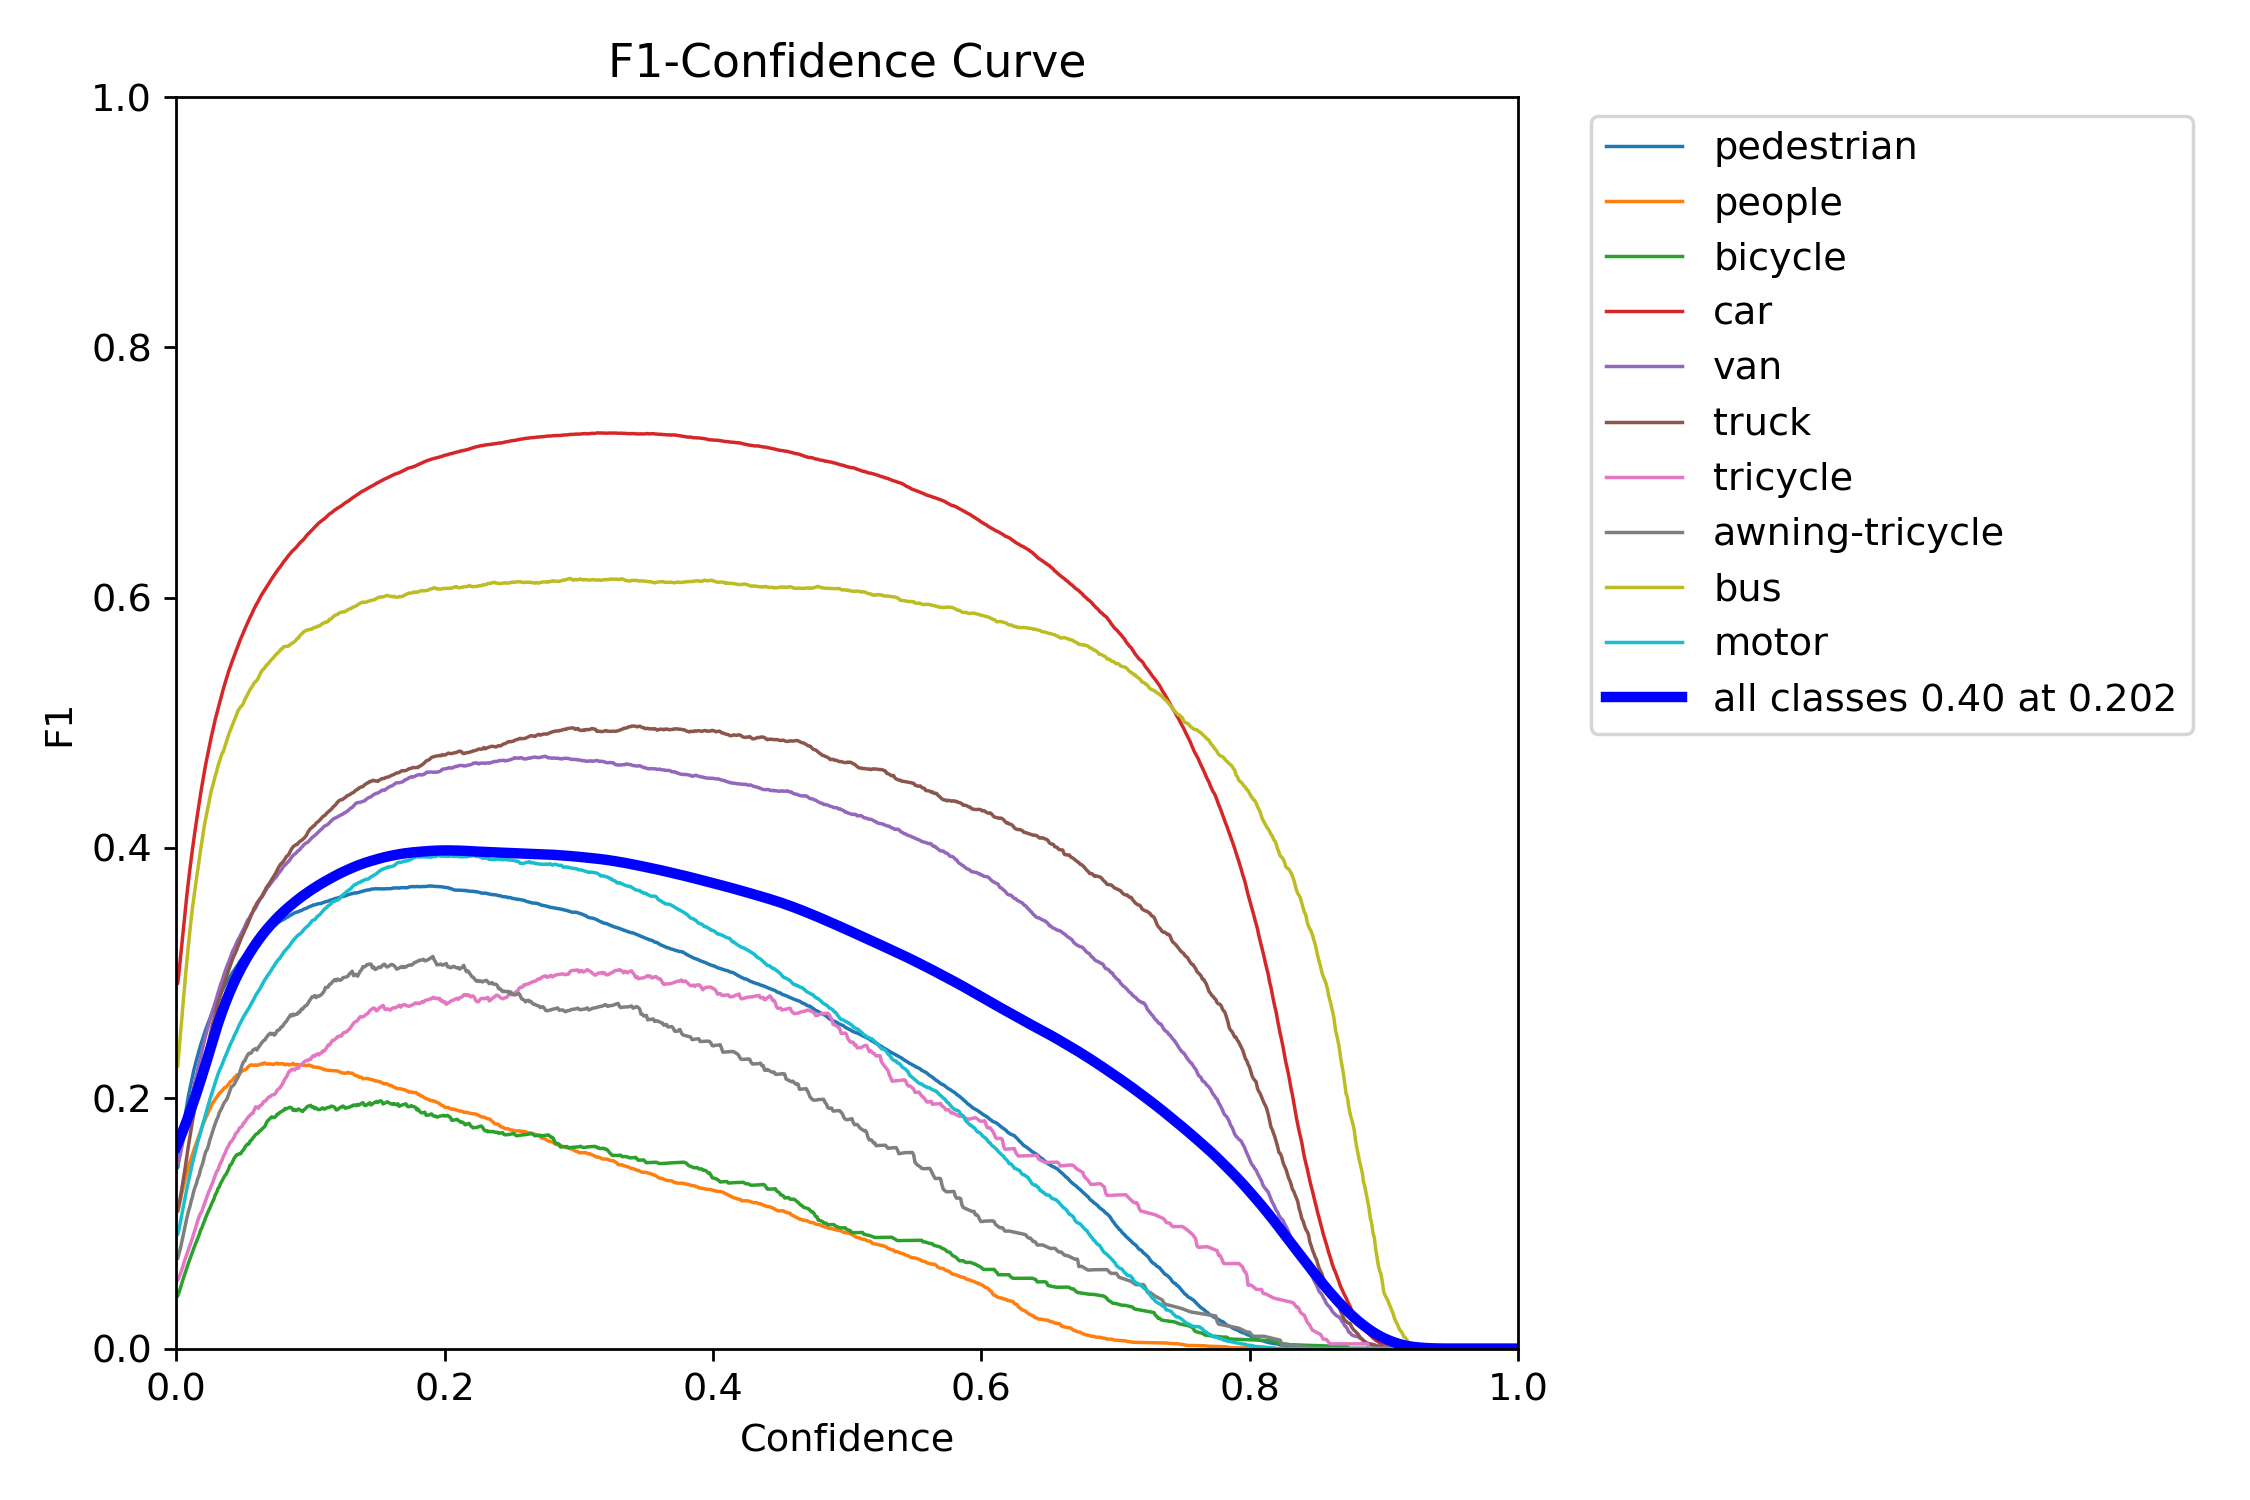 F1-Confidence Curve
1.0
0.8
0.6
0.4
0.2
0.0
F1
0.0 0.2 0.4 0.6 0.8 1.0
Confidence
pedestrian
people
bicycle
car
van
truck
tricycle
awning-tricycle
bus
motor
all classes 0.40 at 0.202